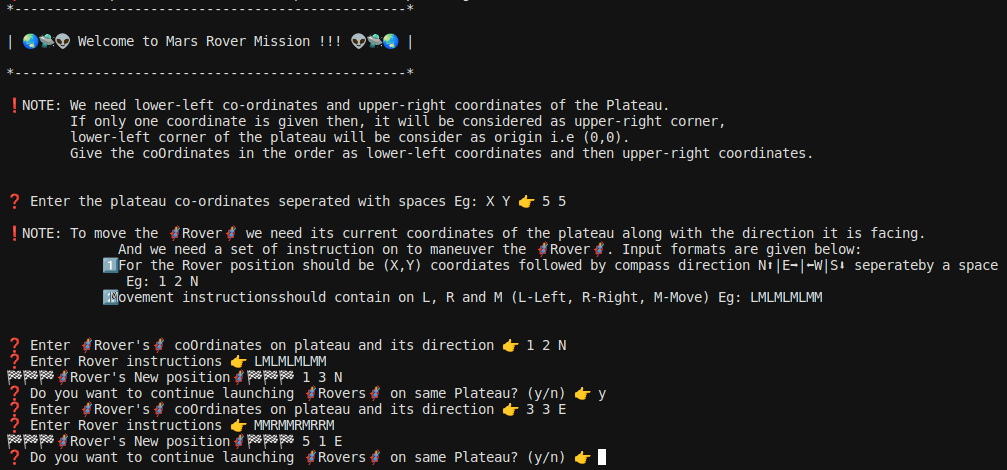 *-------------------------------------------------*
| 🌏🛸👽 Welcome to Mars Rover Mission !!! 👽🛸🌏 |
*-------------------------------------------------*
❗NOTE: We need lower-left co-ordinates and upper-right coordinates of the Plateau.
If only one coordinate is given then, it will be considered as upper-right corner,
lower-left corner of the plateau will be consider as origin i.e (0,0).
Give the coOrdinates in the order as lower-left coordinates and then upper-right coordinates.
❓ Enter the plateau co-ordinates seperated with spaces Eg: X Y 👉 5 5
❗NOTE: To move the Rover we need its current coordinates of the plateau along with the direction it is facing.
And we need a set of instruction on to maneuver the Rover. Input formats are given below:
1️⃣For the Rover position should be (X,Y) coordiates followed by compass direction N⬆|E➡|⬅W|S⬇ seperateby a space
Eg: 1 2 N
ovement instructionsshould contain on L, R and M (L-Left, R-Right, M-Move) Eg: LMLMLMLMM
❓ Enter Rover's coOrdinates on plateau and its direction 👉 1 2 N
❓ Enter Rover instructions 👉 LMLMLMLMM
🏁🏁🏁Rover's New position🏁🏁🏁 1 3 N
❓ Do you want to continue launching Rovers on same Plateau? (y/n) 👉 y
❓ Enter Rover's coOrdinates on plateau and its direction 👉 3 3 E
❓ Enter Rover instructions 👉 MMRMMRMRRM
🏁🏁🏁Rover's New position🏁🏁🏁 5 1 E
❓ Do you want to continue launching Rovers on same Plateau? (y/n) 👉